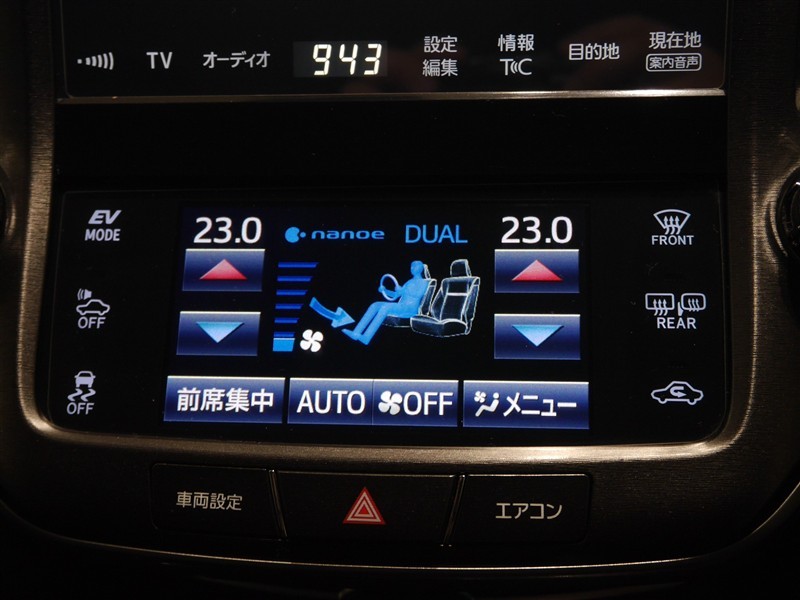 TV オーディオ 943 設定 編集 情報 T C 目的地 現在地 案内音声
EV MODE
23.0 nanoe DUAL 23.0
FRONT
OFF
REAR
OFF
前席集中 AUTO OFF メニュー
車両設定 エアコン